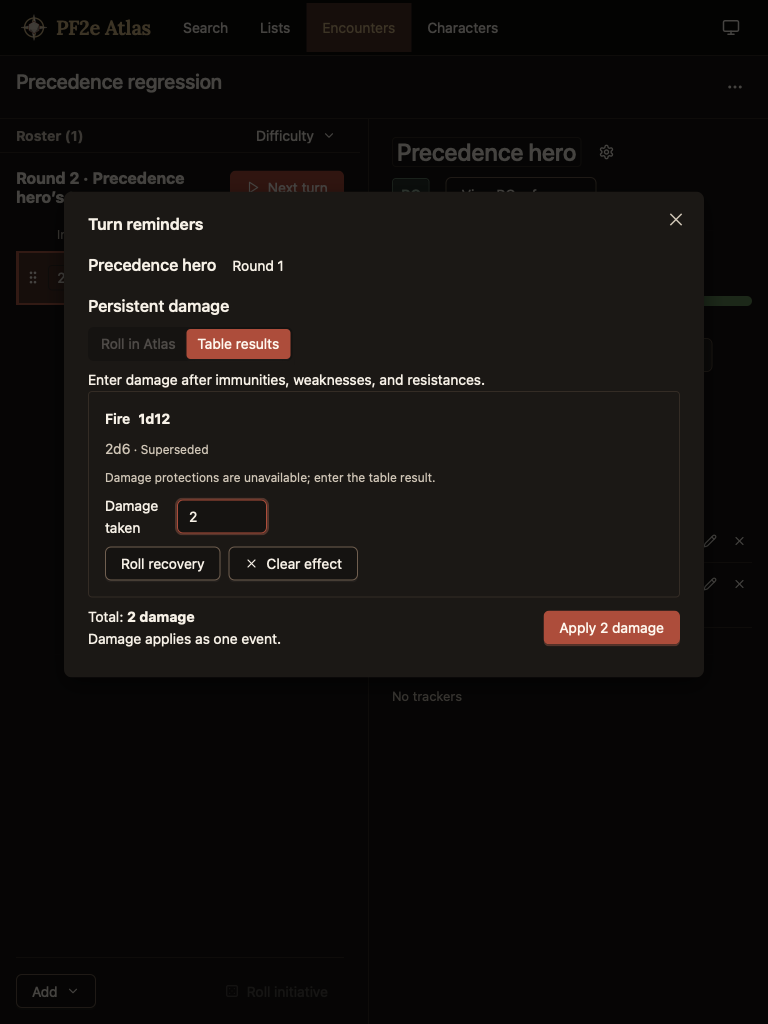 PF2e Atlas
Search
Lists
Encounters
Characters
Precedence regression
Roster (1)
Difficulty
Precedence hero
Round 2 · Precedence
hero's
Next turn
Turn reminders
Precedence hero Round 1
Persistent damage
Roll in Atlas
Table results
Enter damage after immunities, weaknesses, and resistances.
Fire 1d12
2d6 · Superseded
Damage protections are unavailable; enter the table result.
Damage
taken
2
Roll recovery
Clear effect
Total: 2 damage
Damage applies as one event.
Apply 2 damage
No trackers
Add
Roll initiative